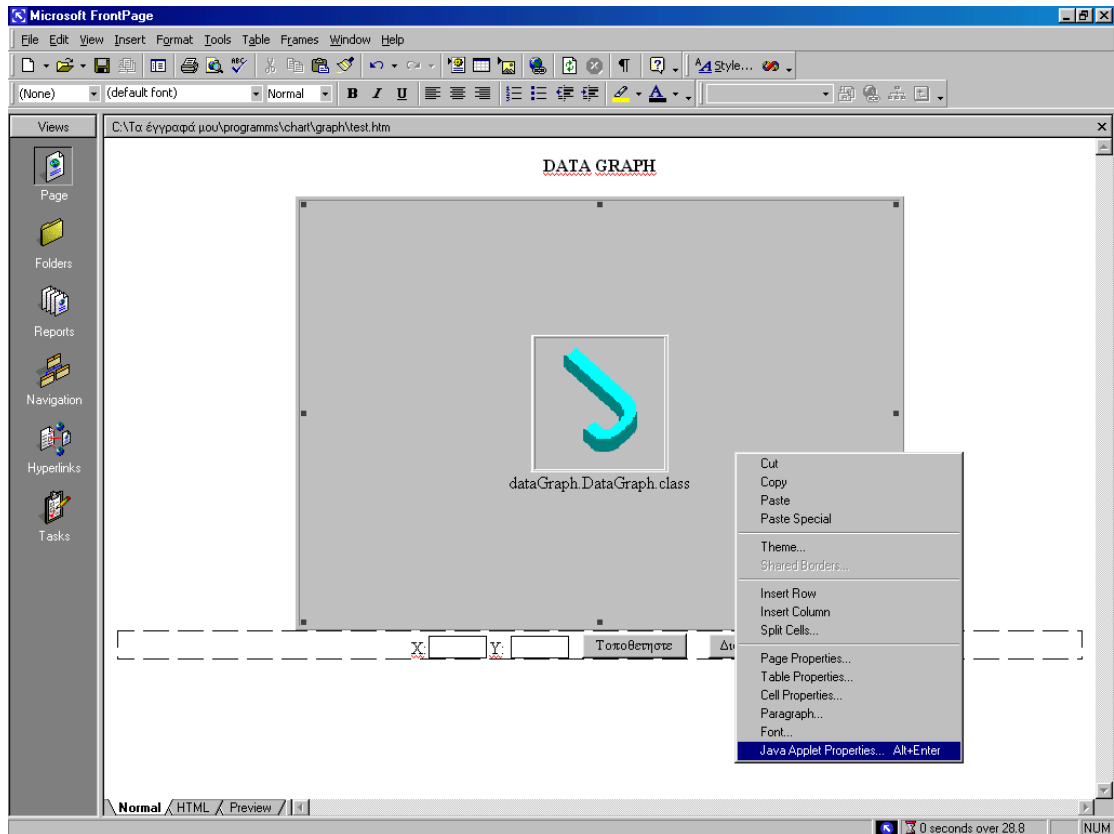 Microsoft FrontPage
File Edit View Insert Format Tools Table Frames Window Help
Style...
(None) (default font) Normal B I U A
Views C:\Τα έγγραφά μου\programms\chart\graph\test.htm
DATA GRAPH
Page
Folders
Reports
Navigation
Hyperlinks
Tasks
dataGraph.DataGraph.class
X: Y: Τοποθετηστε
Cut
Copy
Paste
Paste Special
Theme...
Shared Borders...
Insert Row
Insert Column
Split Cells...
Page Properties...
Table Properties...
Cell Properties...
Paragraph...
Font...
Java Applet Properties... Alt+Enter
Normal HTML Preview
0 seconds over 28.8 NUM